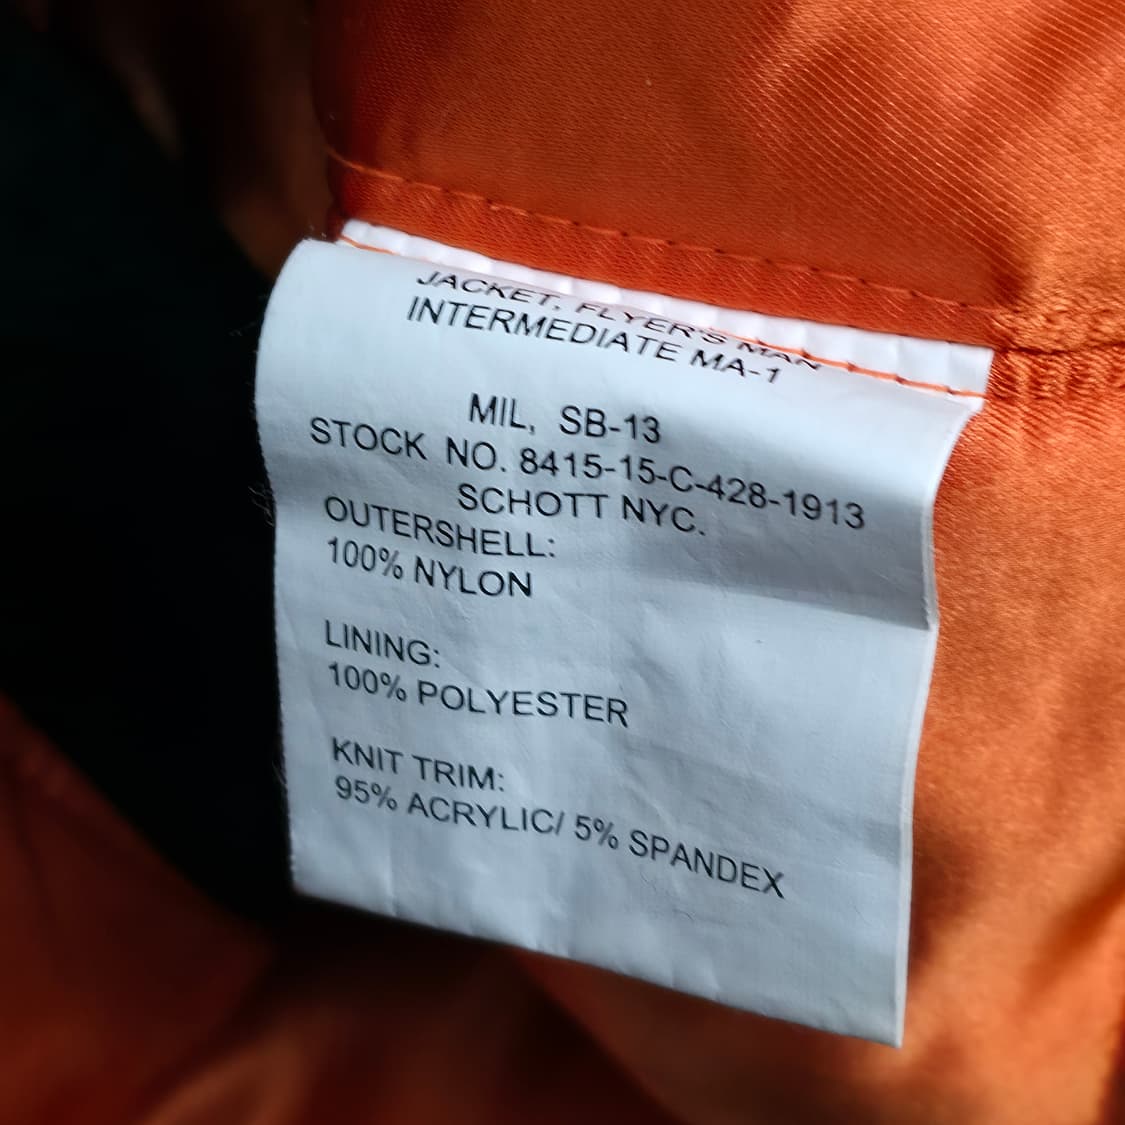 JACKET, FLYER'S MAN
INTERMEDIATE MA-1
MIL, SB-13
STOCK NO. 8415-15-C-428-1913
SCHOTT NYC.
OUTERSHELL:
100% NYLON
LINING:
100% POLYESTER
KNIT TRIM:
95% ACRYLIC/ 5% SPANDEX